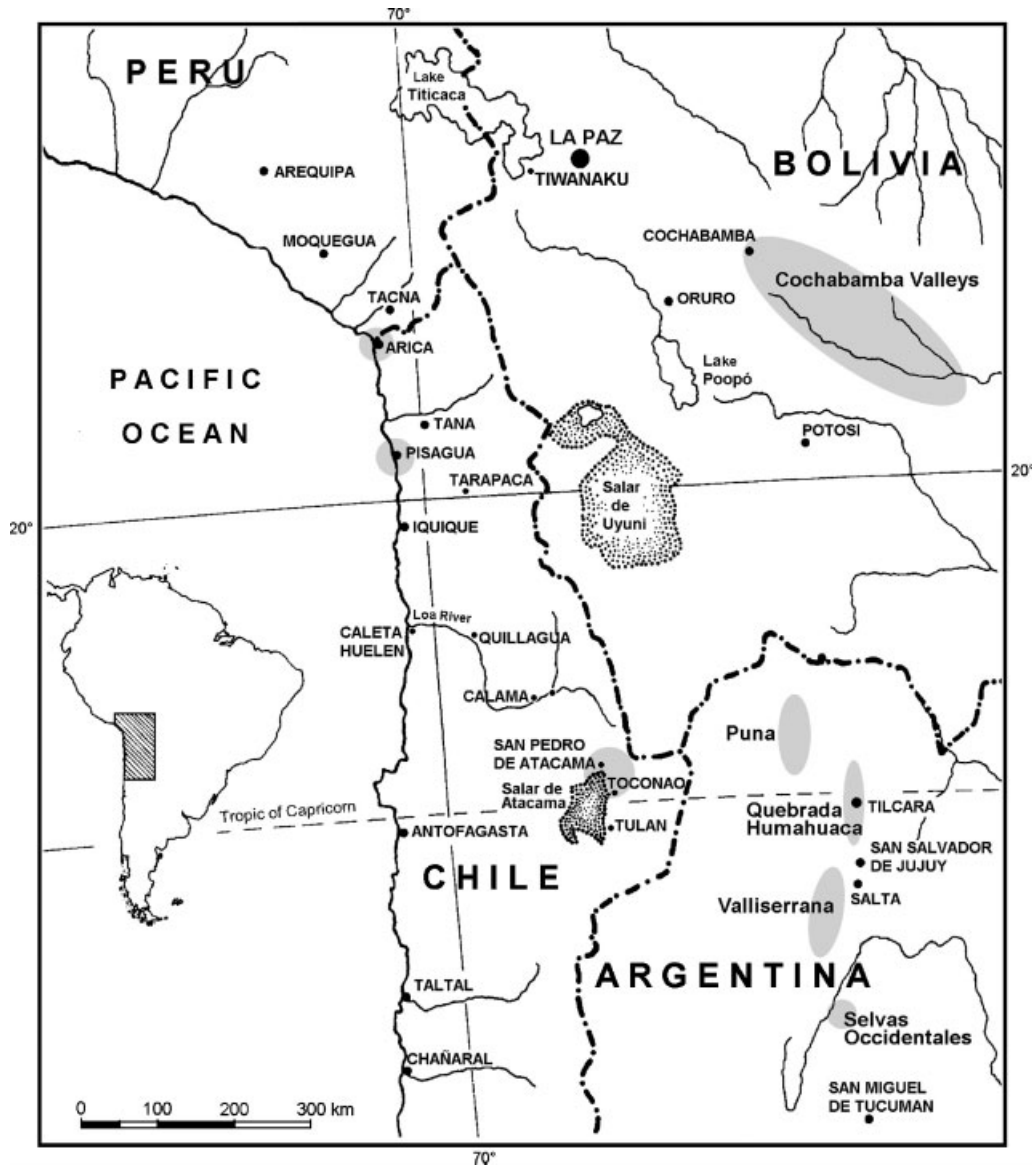 70°
PERU
Lake
Titicaca
LA PAZ
BOLIVIA
AREQUIPA
TIWANAKU
MOQUEGUA
COCHABAMBA
Cochabamba Valleys
TACNA
ORURO
ARICA
PACIFIC
OCEAN
Lake
Poopó
TANA
POTOSI
PISAGUA
TARAPACA
20°
Salar
de
Uyuni
20°
IQUIQUE
Loa River
CALETA
HUELEN
QUILLAGUA
CALAMA
Puna
SAN PEDRO
DE ATACAMA
TOCONAO
Salar de
Atacama
Tropic of Capricorn
Quebrada
Humahuaca
TILCARA
ANTOFAGASTA
TULAN
SAN SALVADOR
DE JUJUY
CHILE
SALTA
Valliserrana
ARGENTINA
TALTAL
Selvas
Occidentales
CHAÑARAL
SAN MIGUEL
DE TUCUMAN
0 100 200 300 km
70°